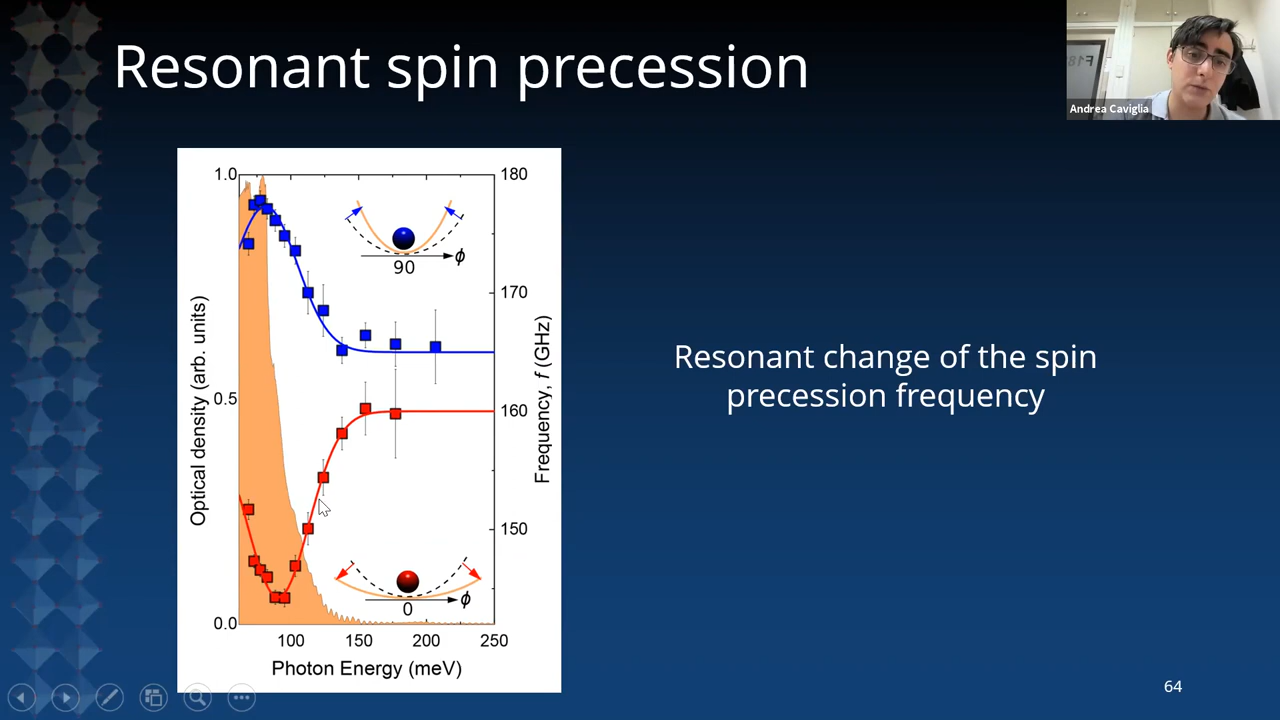 Resonant spin precession
Andrea Caviglia
1.0
0.5
0.0
Optical density (arb. units)
180
170
160
150
Frequency, f (GHz)
90
ϕ
0
ϕ
100 150 200 250
Photon Energy (meV)
Resonant change of the spin
precession frequency
64